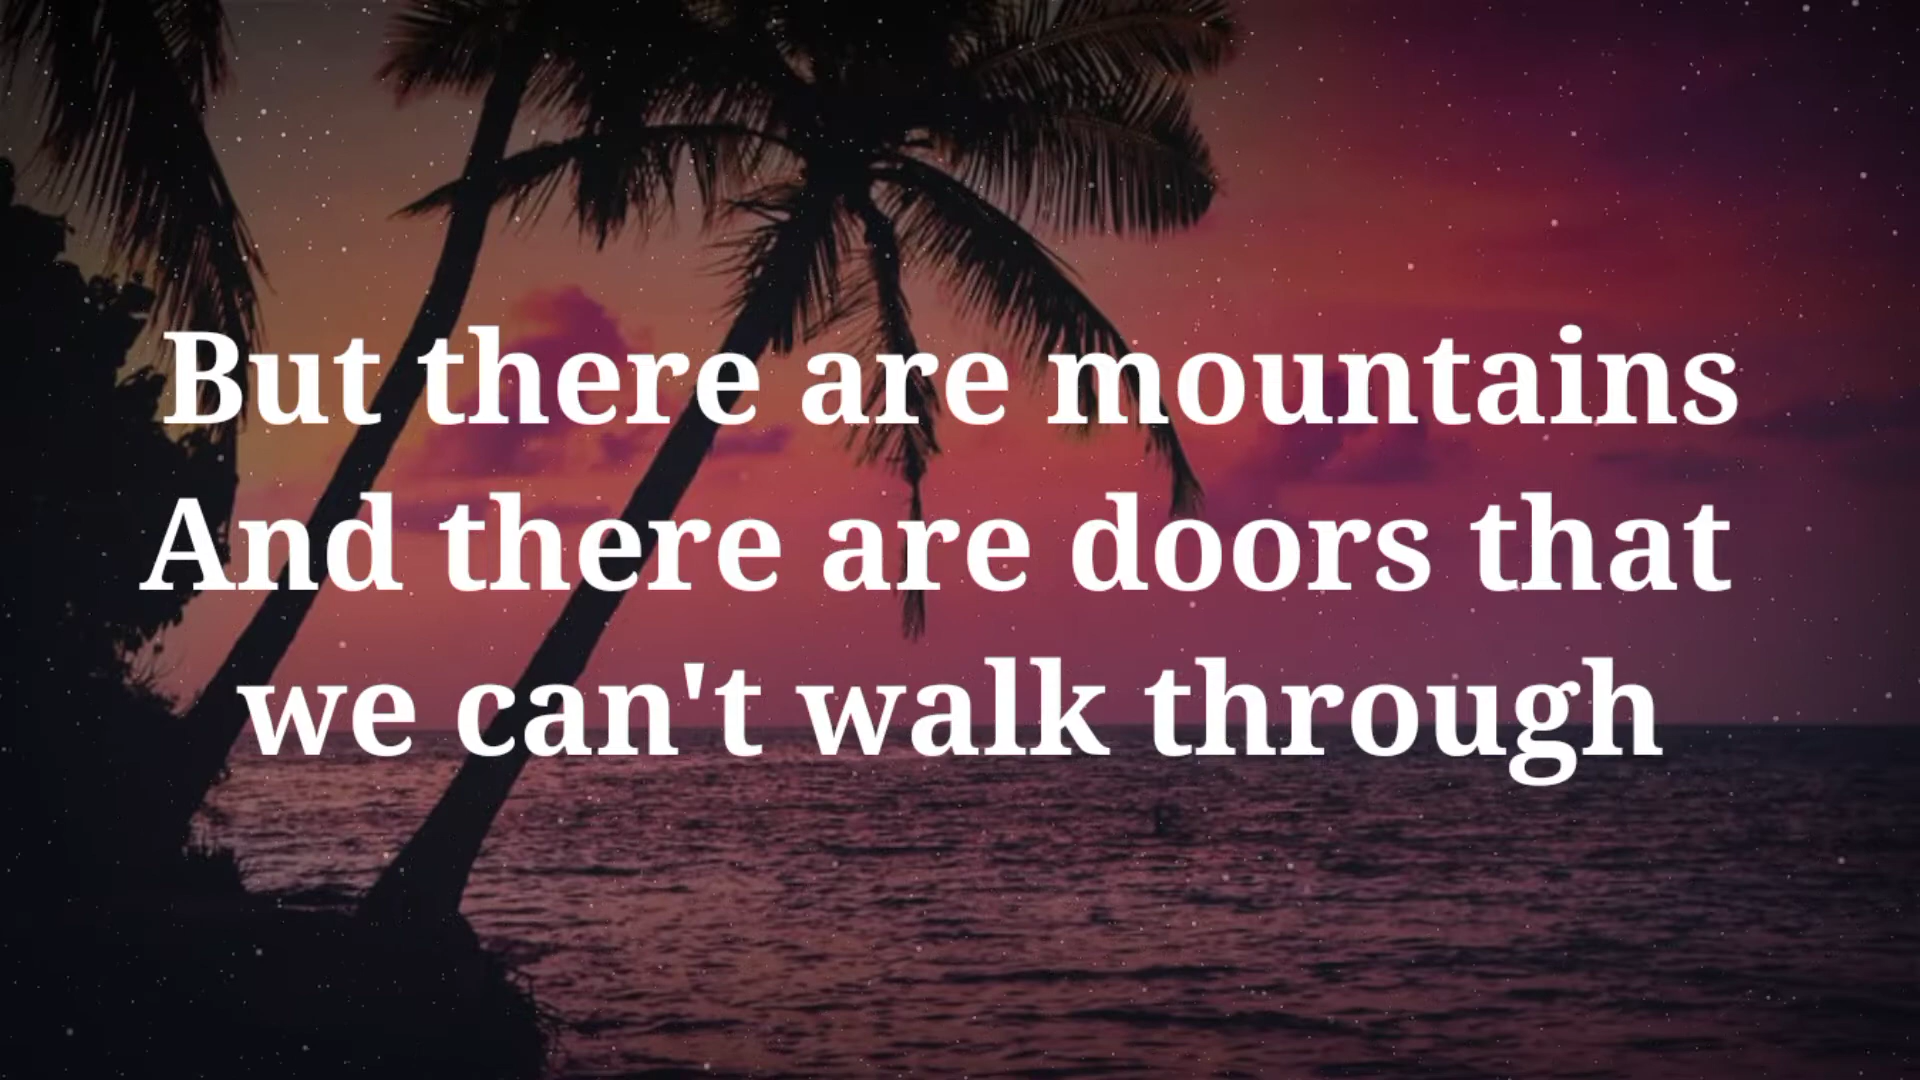 But there are mountains
And there are doors that
we can't walk through